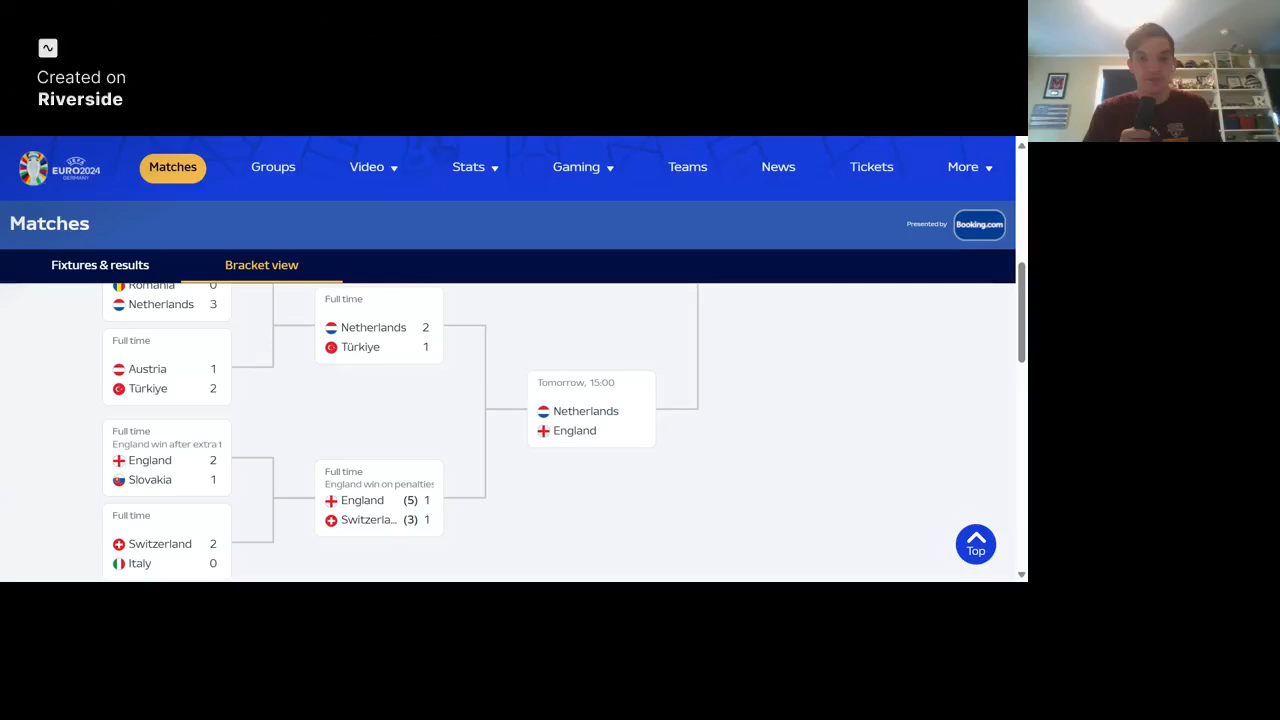 Created on
Riverside
UEFA
EURO2024
GERMANY
Matches
Groups
Video
Stats
Gaming
Teams
News
Tickets
More
Matches
Presented by
Booking.com
Fixtures & results
Bracket view
Romania 0
Netherlands 3
Full time
Austria 1
Türkiye 2
Full time
England win after extra t
England 2
Slovakia 1
Full time
Switzerland 2
Italy 0
Full time
Netherlands 2
Türkiye 1
Full time
England win on penalties
England (5) 1
Switzerla... (3) 1
Tomorrow, 15:00
Netherlands
England
Top